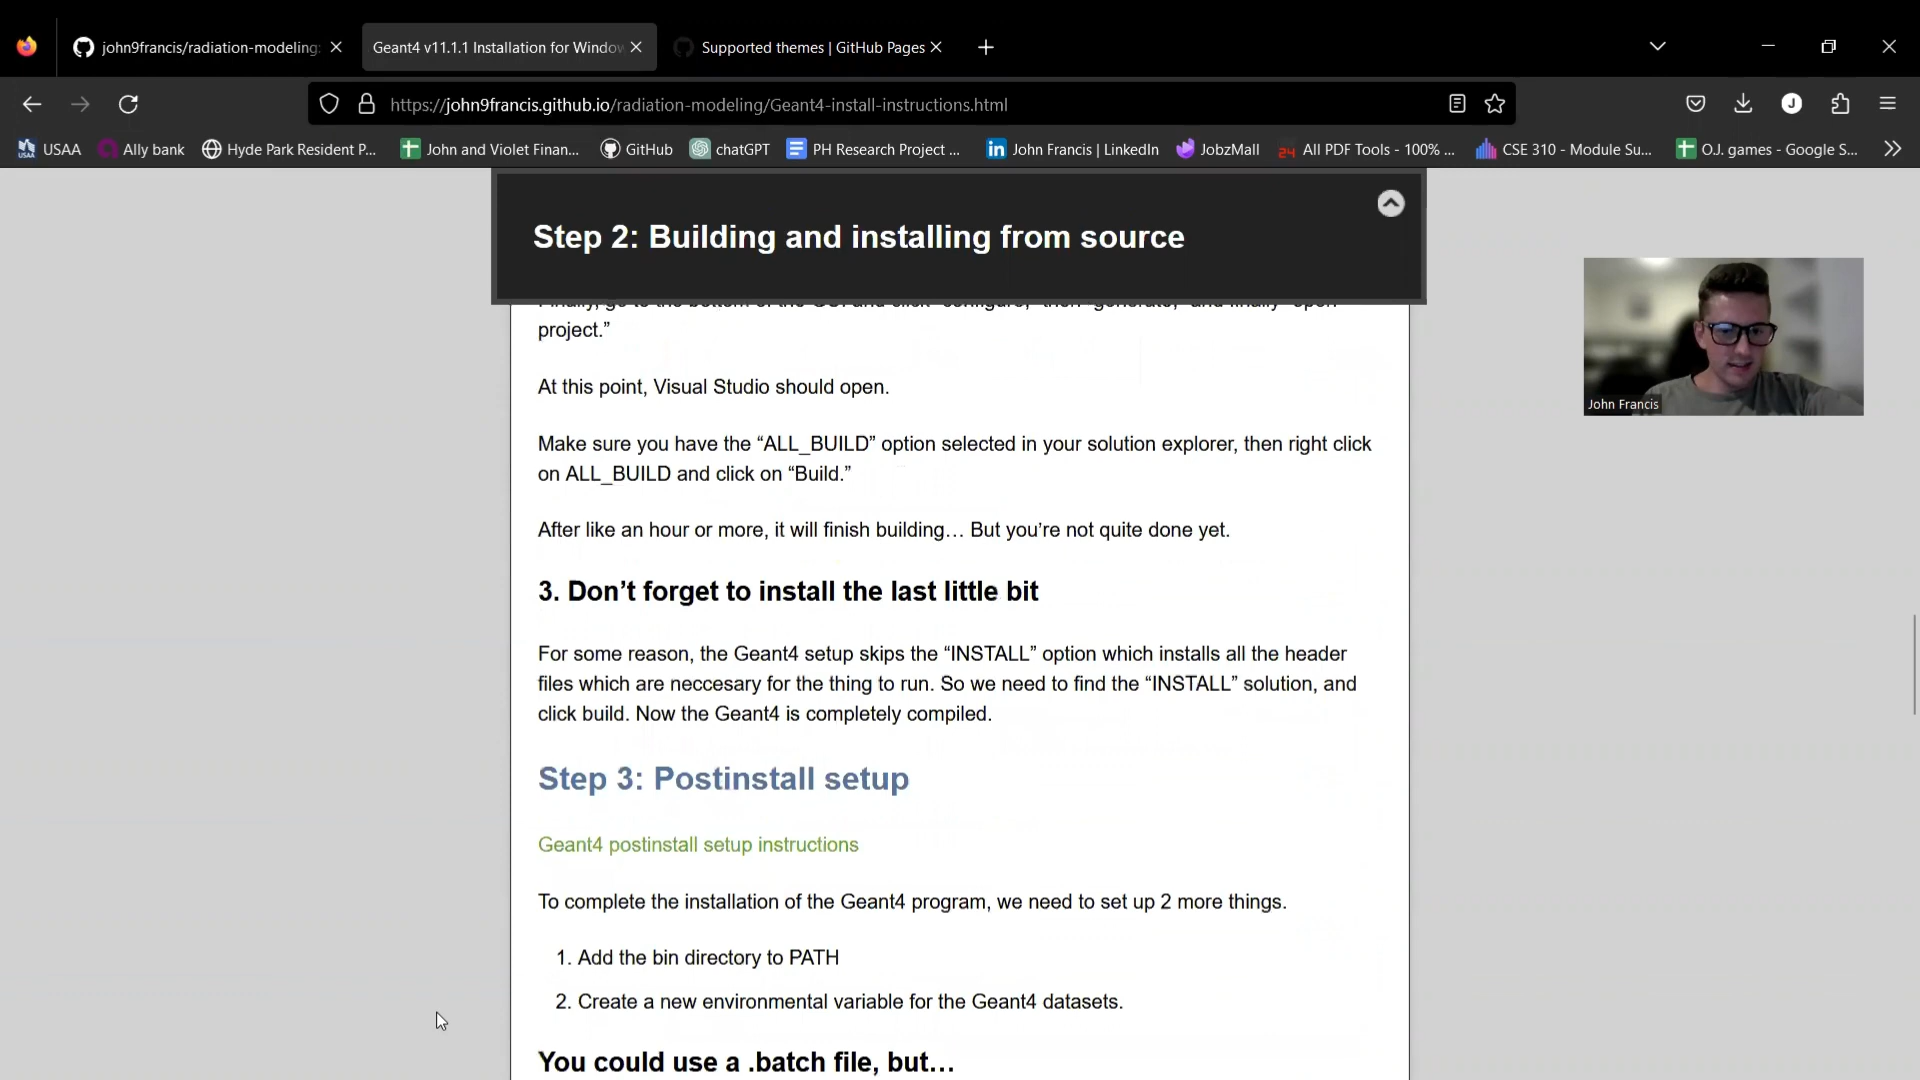 john9francis/radiation-modeling:
Geant4 v11.1.1 Installation for Window
Supported themes | GitHub Pages
https://john9francis.github.io/radiation-modeling/Geant4-install-instructions.html
USAA
Ally bank
Hyde Park Resident P...
John and Violet Finan...
GitHub
chatGPT
PH Research Project ...
John Francis | LinkedIn
JobzMall
All PDF Tools - 100% ...
CSE 310 - Module Su...
O.J. games - Google S...
Step 2: Building and installing from source
project.”
At this point, Visual Studio should open.
Make sure you have the “ALL_BUILD” option selected in your solution explorer, then right click
on ALL_BUILD and click on “Build.”
After like an hour or more, it will finish building… But you’re not quite done yet.
3. Don’t forget to install the last little bit
For some reason, the Geant4 setup skips the “INSTALL” option which installs all the header
files which are neccesary for the thing to run. So we need to find the “INSTALL” solution, and
click build. Now the Geant4 is completely compiled.
Step 3: Postinstall setup
Geant4 postinstall setup instructions
To complete the installation of the Geant4 program, we need to set up 2 more things.
1. Add the bin directory to PATH
2. Create a new environmental variable for the Geant4 datasets.
You could use a .batch file, but…
John Francis